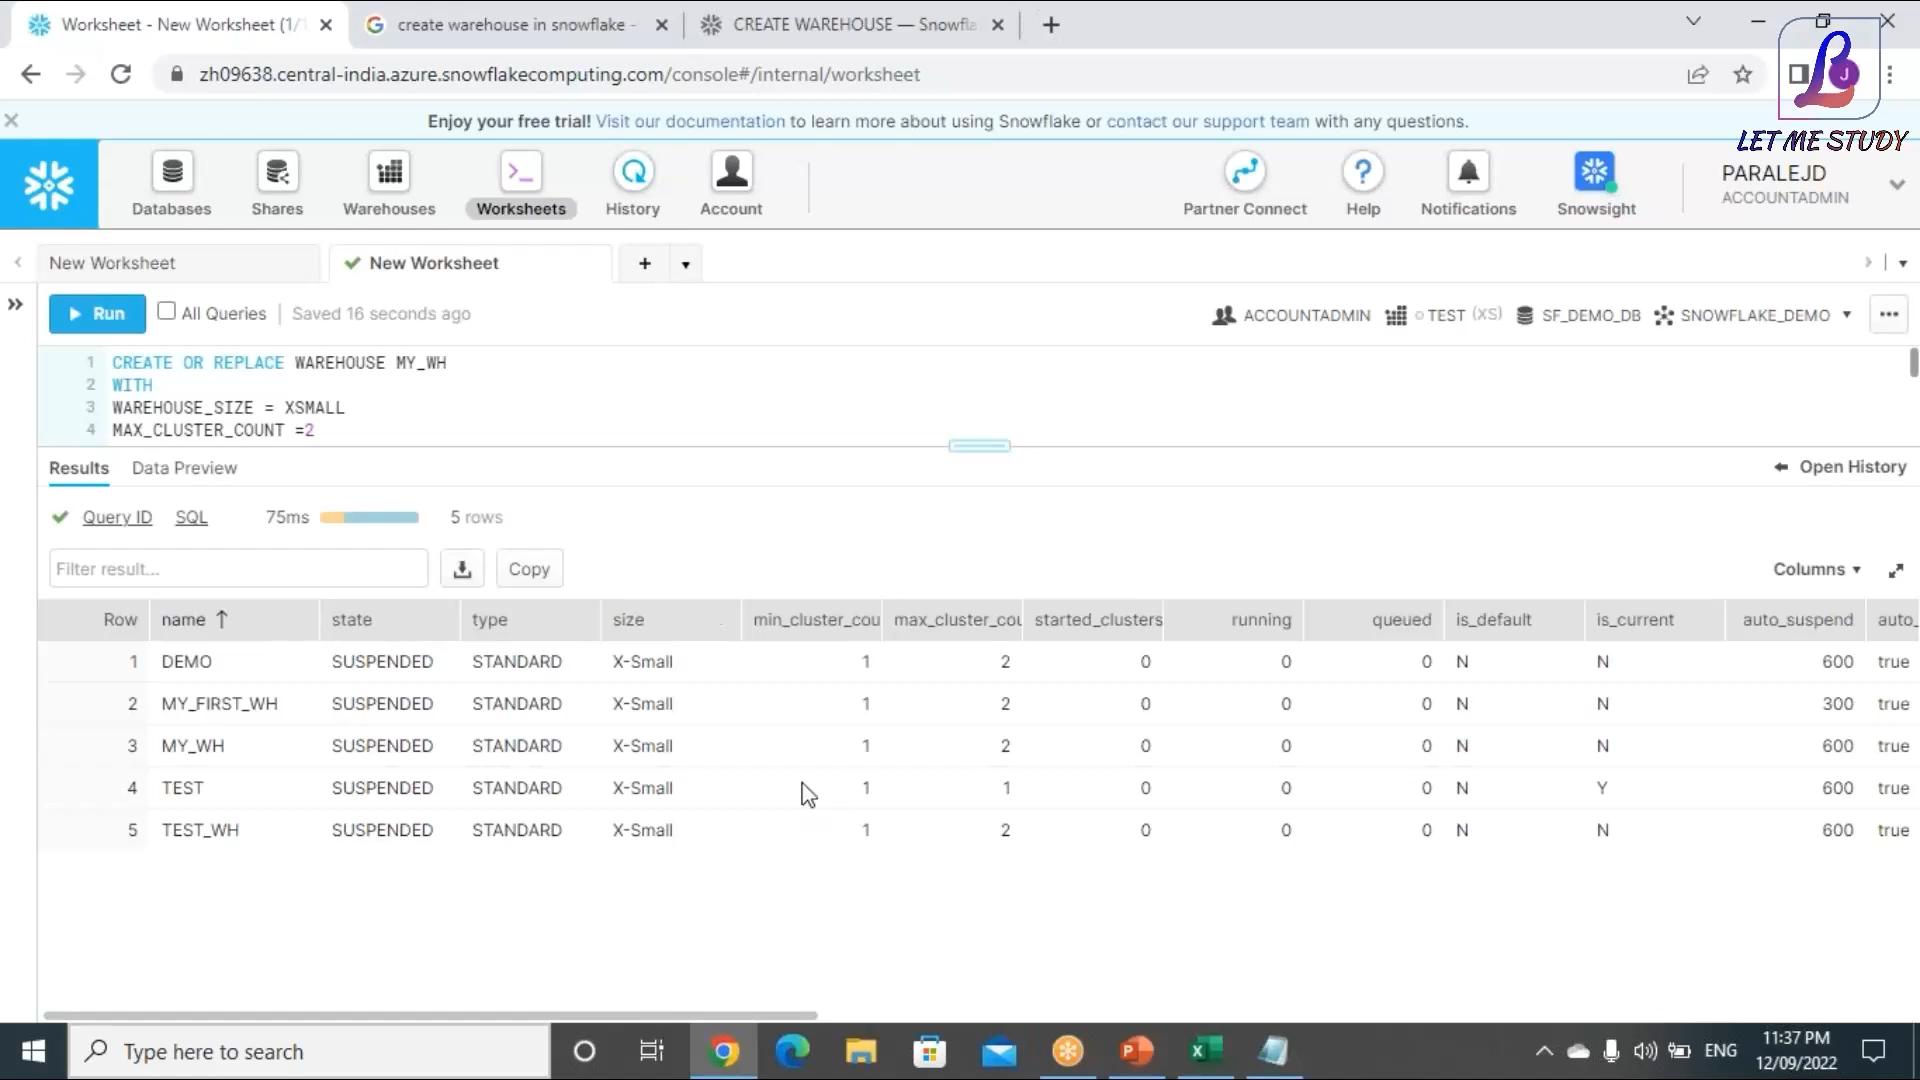 Worksheet - New Worksheet (1/1
create warehouse in snowflake -
CREATE WAREHOUSE — Snowfla
zh09638.central-india.azure.snowflakecomputing.com/console#/internal/worksheet
J
LET ME STUDY
Enjoy your free trial! Visit our documentation to learn more about using Snowflake or contact our support team with any questions.
Databases
Shares
Warehouses
Worksheets
History
Account
Partner Connect
Help
Notifications
Snowsight
PARALEJD
ACCOUNTADMIN
New Worksheet
New Worksheet
Run
All Queries
Saved 16 seconds ago
ACCOUNTADMIN
TEST (XS)
SF_DEMO_DB
SNOWFLAKE_DEMO
1 CREATE OR REPLACE WAREHOUSE MY_WH
2 WITH
3 WAREHOUSE_SIZE = XSMALL
4 MAX_CLUSTER_COUNT =2
Results Data Preview
Open History
Query ID SQL 75ms 5 rows
Filter result... Copy Columns
Row name state type size min_cluster_cou max_cluster_cou started_clusters running queued is_default is_current auto_suspend auto_
1 DEMO SUSPENDED STANDARD X-Small 1 2 0 0 0 N N 600 true
2 MY_FIRST_WH SUSPENDED STANDARD X-Small 1 2 0 0 0 N N 300 true
3 MY_WH SUSPENDED STANDARD X-Small 1 2 0 0 0 N N 600 true
4 TEST SUSPENDED STANDARD X-Small 1 1 0 0 0 N Y 600 true
5 TEST_WH SUSPENDED STANDARD X-Small 1 2 0 0 0 N N 600 true
Type here to search
ENG
11:37 PM
12/09/2022